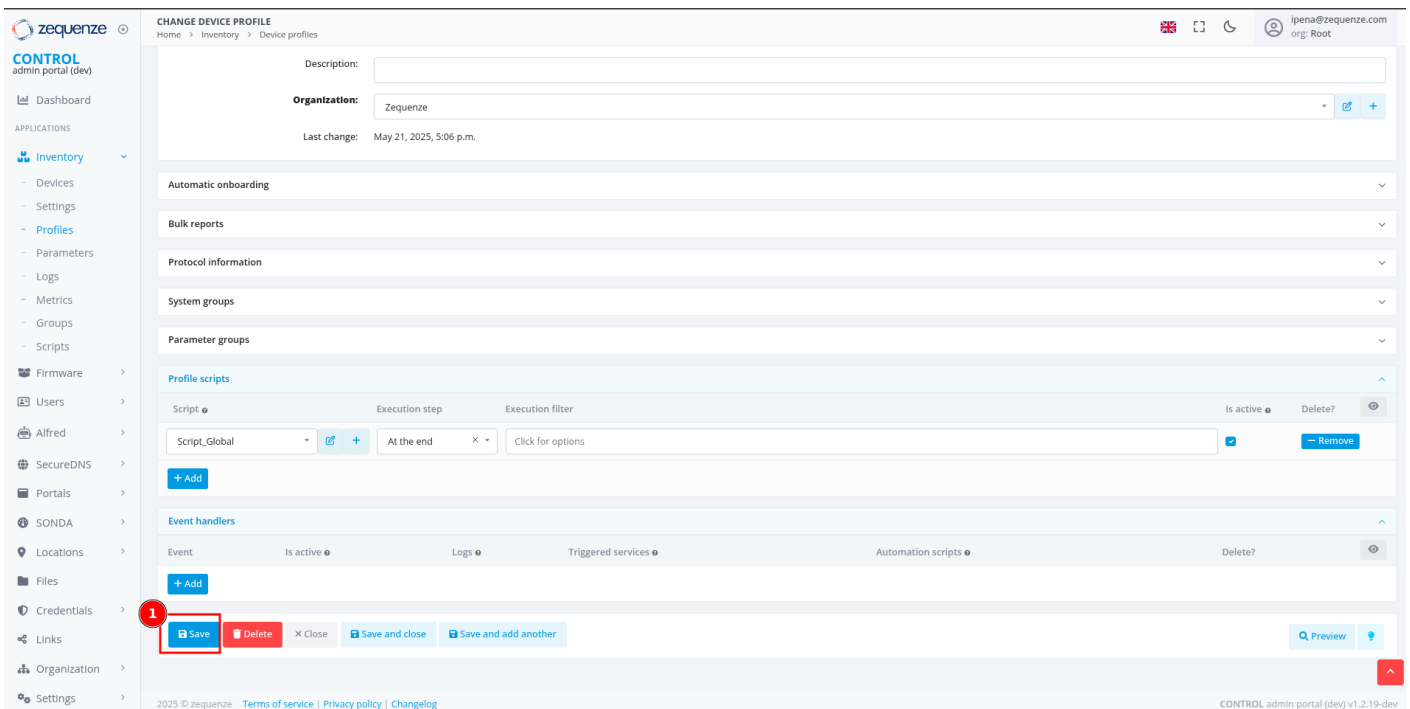 zequenze
CONTROL
admin portal (dev)
Dashboard
APPLICATIONS
Inventory
- Devices
- Settings
- Profiles
- Parameters
- Logs
- Metrics
- Groups
- Scripts
Firmware
Users
Alfred
SecureDNS
Portals
SONDA
Locations
Files
Credentials
Links
Organization
Settings
CHANGE DEVICE PROFILE
Home > Inventory > Device profiles
ipena@zequenze.com
org: Root
Description:
Organization: Zequenze
Last change: May 21, 2025, 5:06 p.m.
Automatic onboarding
Bulk reports
Protocol information
System groups
Parameter groups
Profile scripts
Script Execution step Execution filter Is active Delete?
Script_Global + At the end × Click for options − Remove
+ Add
Event handlers
Event Is active Logs Triggered services Automation scripts Delete?
+ Add
1
Save Delete × Close Save and close Save and add another Preview
2025 © zequenze Terms of service | Privacy policy | Changelog CONTROL admin portal (dev) v1.2.19-dev